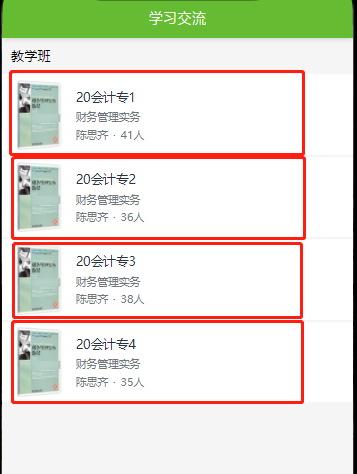 学习交流
教学班
20会计专1
财务管理实务
陈思齐 · 41人
20会计专2
财务管理实务
陈思齐 · 36人
20会计专3
财务管理实务
陈思齐 · 38人
20会计专4
财务管理实务
陈思齐 · 35人